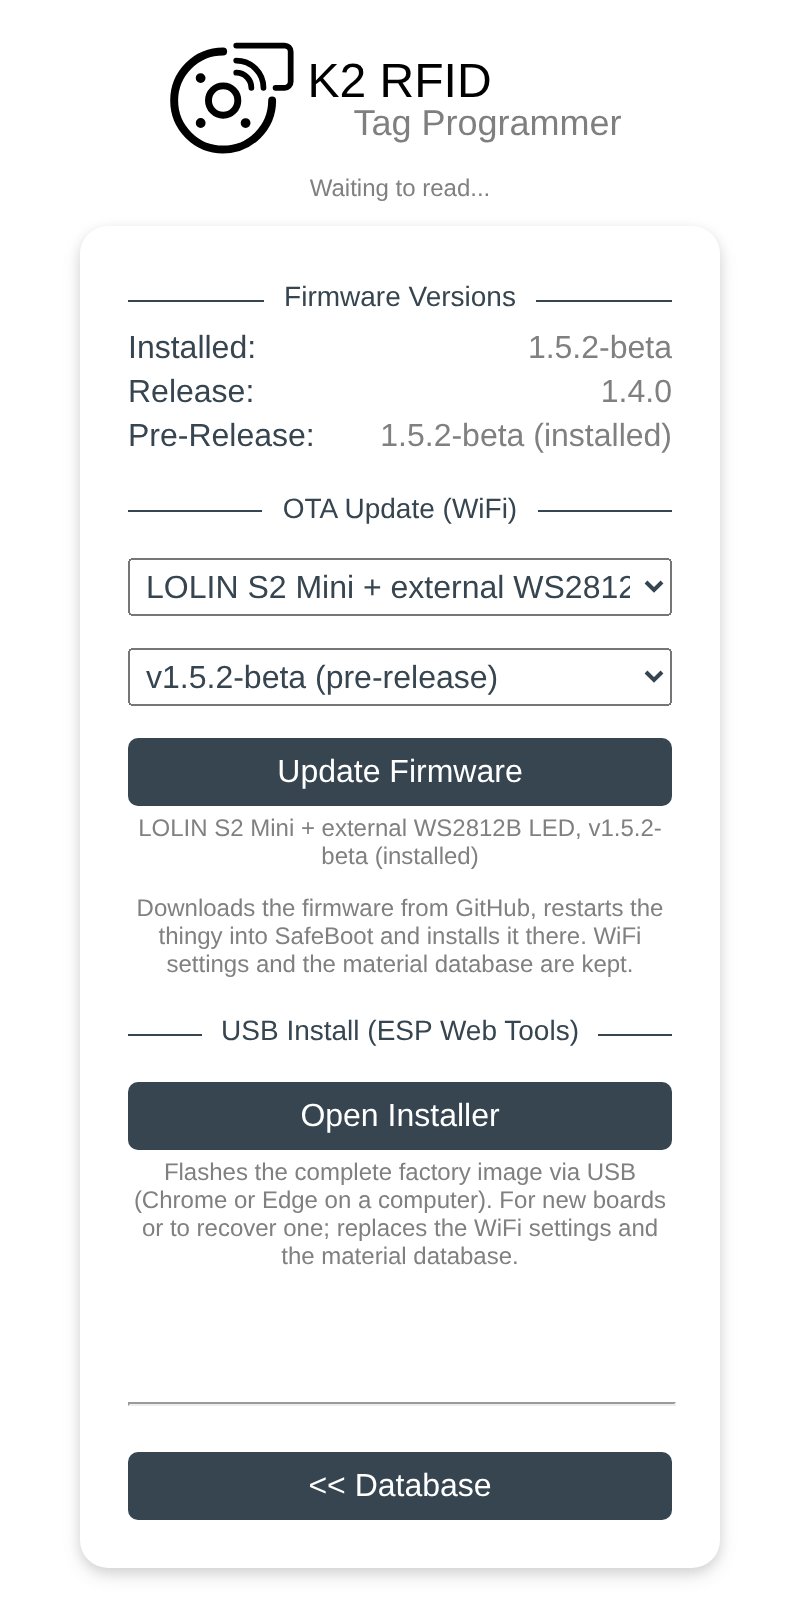 K2 RFID
Tag Programmer
Waiting to read...
Firmware Versions
Installed: 1.5.2-beta
Release: 1.4.0
Pre-Release: 1.5.2-beta (installed)
OTA Update (WiFi)
LOLIN S2 Mini + external WS2812
v1.5.2-beta (pre-release)
Update Firmware
LOLIN S2 Mini + external WS2812B LED, v1.5.2-
beta (installed)
Downloads the firmware from GitHub, restarts the
thingy into SafeBoot and installs it there. WiFi
settings and the material database are kept.
USB Install (ESP Web Tools)
Open Installer
Flashes the complete factory image via USB
(Chrome or Edge on a computer). For new boards
or to recover one; replaces the WiFi settings and
the material database.
<< Database